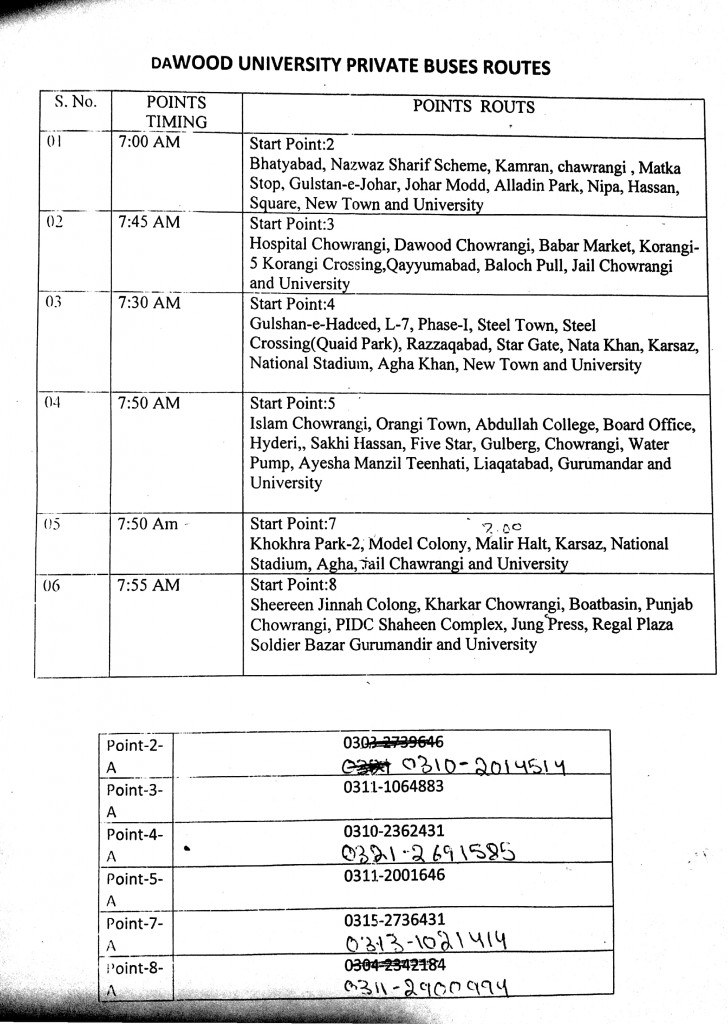 DAWOOD UNIVERSITY PRIVATE BUSES ROUTES
S. No. POINTS TIMING POINTS ROUTS
01 7:00 AM Start Point:2
Bhatyabad, Nazwaz Sharif Scheme, Kamran, chawrangi , Matka
Stop, Gulstan-e-Johar, Johar Modd, Alladin Park, Nipa, Hassan,
Square, New Town and University
02 7:45 AM Start Point:3
Hospital Chowrangi, Dawood Chowrangi, Babar Market, Korangi-
5 Korangi Crossing,Qayyumabad, Baloch Pull, Jail Chowrangi
and University
03 7:30 AM Start Point:4
Gulshan-e-Hadeed, L-7, Phase-I, Steel Town, Steel
Crossing(Quaid Park), Razzaqabad, Star Gate, Nata Khan, Karsaz,
National Stadium, Agha Khan, New Town and University
04 7:50 AM Start Point:5
Islam Chowrangi, Orangi Town, Abdullah College, Board Office,
Hyderi,, Sakhi Hassan, Five Star, Gulberg, Chowrangi, Water
Pump, Ayesha Manzil Teenhati, Liaqatabad, Gurumandar and
University
05 7:50 Am - Start Point:7 7.00
Khokhra Park-2, Model Colony, Malir Halt, Karsaz, National
Stadium, Agha, Jail Chawrangi and University
06 7:55 AM Start Point:8
Sheereen Jinnah Colong, Kharkar Chowrangi, Boatbasin, Punjab
Chowrangi, PIDC Shaheen Complex, Jung Press, Regal Plaza
Soldier Bazar Gurumandir and University
Point-2- 0303-2739646
A 0310-2014514
Point-3- 0311-1064883
A
Point-4- 0310-2362431
A 0321-2691585
Point-5- 0311-2001646
A
Point-7- 0315-2736431
A 0313-1021414
Point-8- 0304-2342184
A 0311-2900994